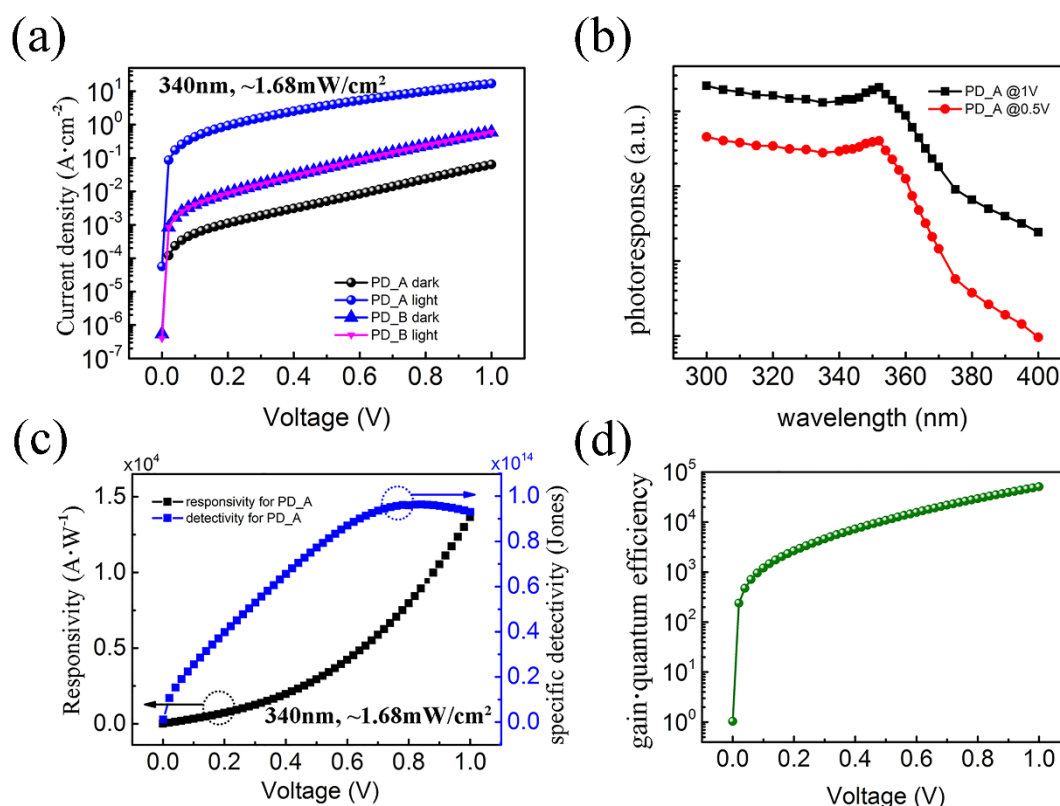 (a)
340nm, ~1.68mW/cm²
Current density (A·cm⁻²)
10¹
10⁰
10⁻¹
10⁻²
10⁻³
10⁻⁴
10⁻⁵
10⁻⁶
10⁻⁷
PD_A dark
PD_A light
PD_B dark
PD_B light
0.0 0.2 0.4 0.6 0.8 1.0
Voltage (V)
(b)
photoresponse (a.u.)
PD_A @1V
PD_A @0.5V
300 320 340 360 380 400
wavelength (nm)
(c)
x10⁴
x10¹⁴
Responsivity (A·W⁻¹)
1.5
1.0
0.5
0.0
responsivity for PD_A
detectivity for PD_A
340nm, ~1.68mW/cm²
1.0
0.8
0.6
0.4
0.2
0.0
specific detectivity (Jones)
0.0 0.2 0.4 0.6 0.8 1.0
Voltage (V)
(d)
gain·quantum efficiency
10⁵
10⁴
10³
10²
10¹
10⁰
0.0 0.2 0.4 0.6 0.8 1.0
Voltage (V)